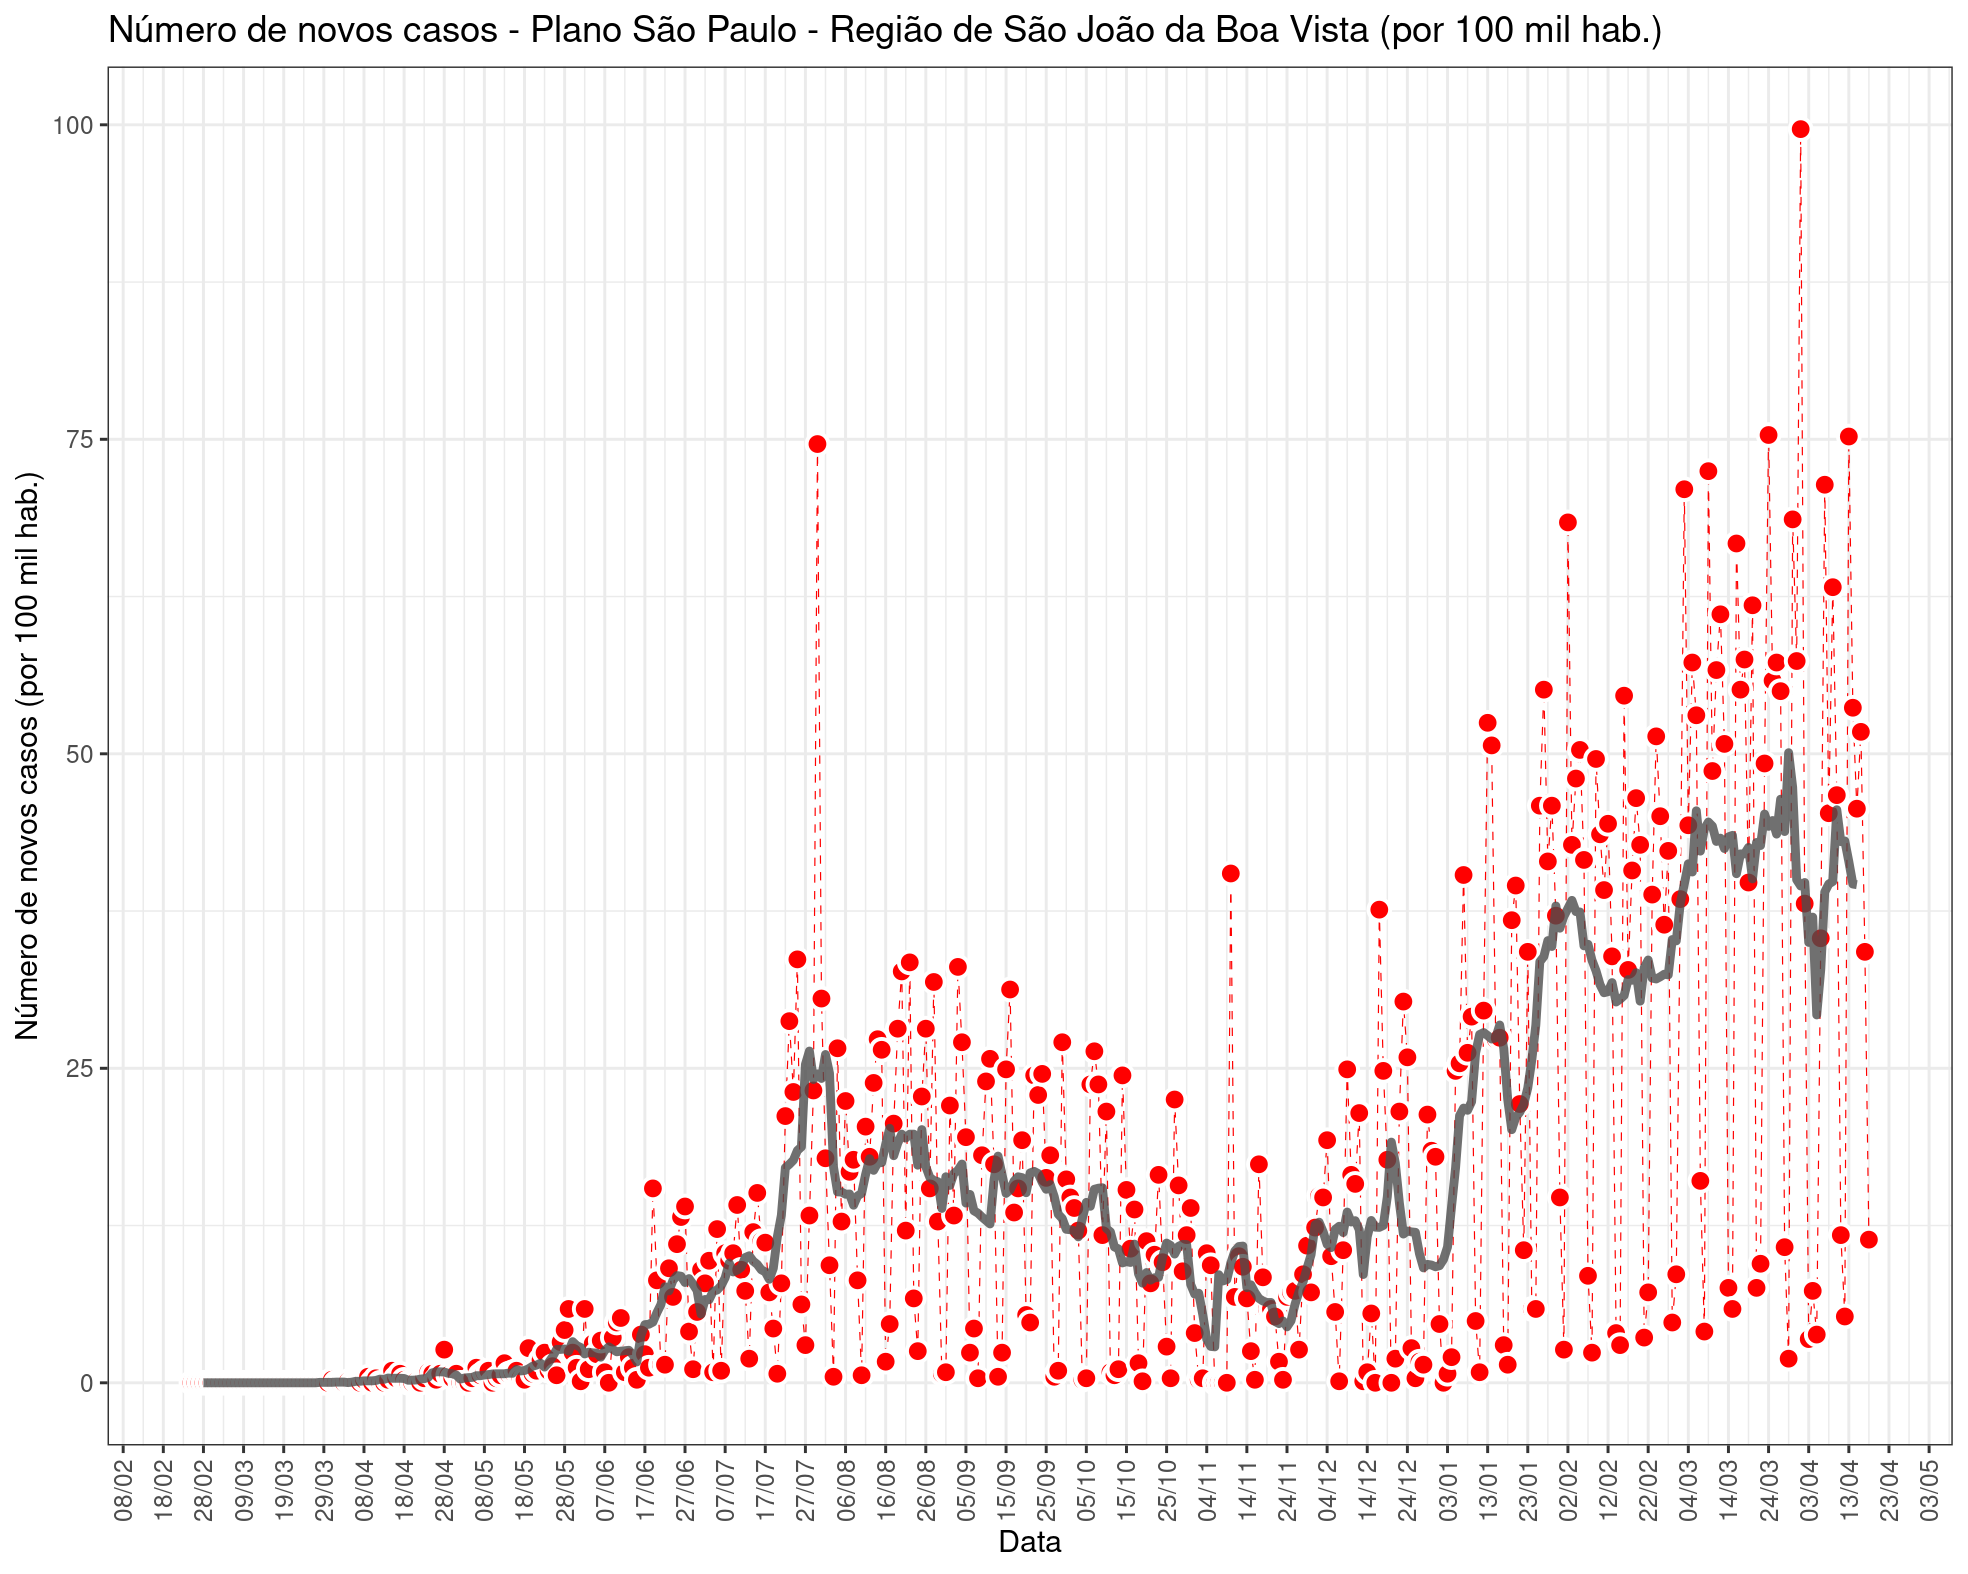 Número de novos casos - Plano São Paulo - Região de São João da Boa Vista (por 100 mil hab.)
Número de novos casos (por 100 mil hab.)
100
75
50
25
0
08/02 18/02 28/02 09/03 19/03 29/03 08/04 18/04 28/04 08/05 18/05 28/05 07/06 17/06 27/06 07/07 17/07 27/07 06/08 16/08 26/08 05/09 15/09 25/09 05/10 15/10 25/10 04/11 14/11 24/11 04/12 14/12 24/12 03/01 13/01 23/01 02/02 12/02 22/02 04/03 14/03 24/03 03/04 13/04 23/04 03/05
Data